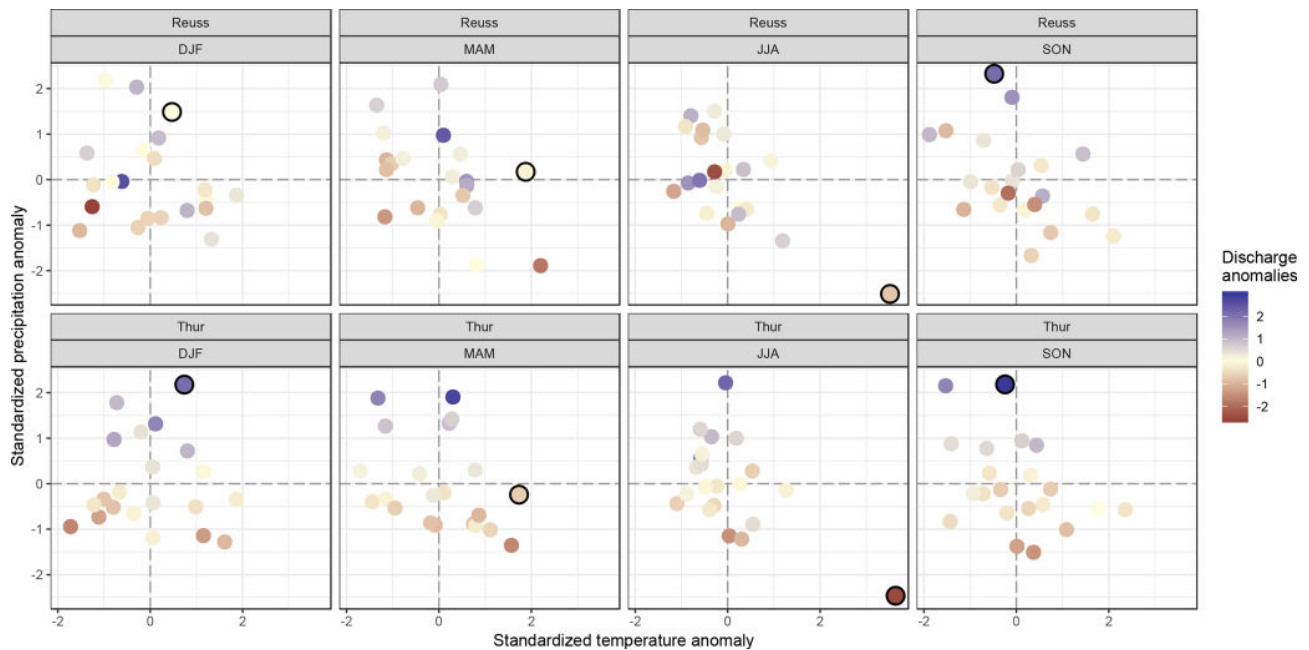 Reuss Reuss Reuss Reuss
DJF MAM JJA SON
2
1
0
-1
-2
Thur Thur Thur Thur
DJF MAM JJA SON
2
1
0
-1
-2
-2 0 2 -2 0 2 -2 0 2 -2 0 2
Standardized temperature anomaly
Standardized precipitation anomaly
Discharge
anomalies
2
1
0
-1
-2